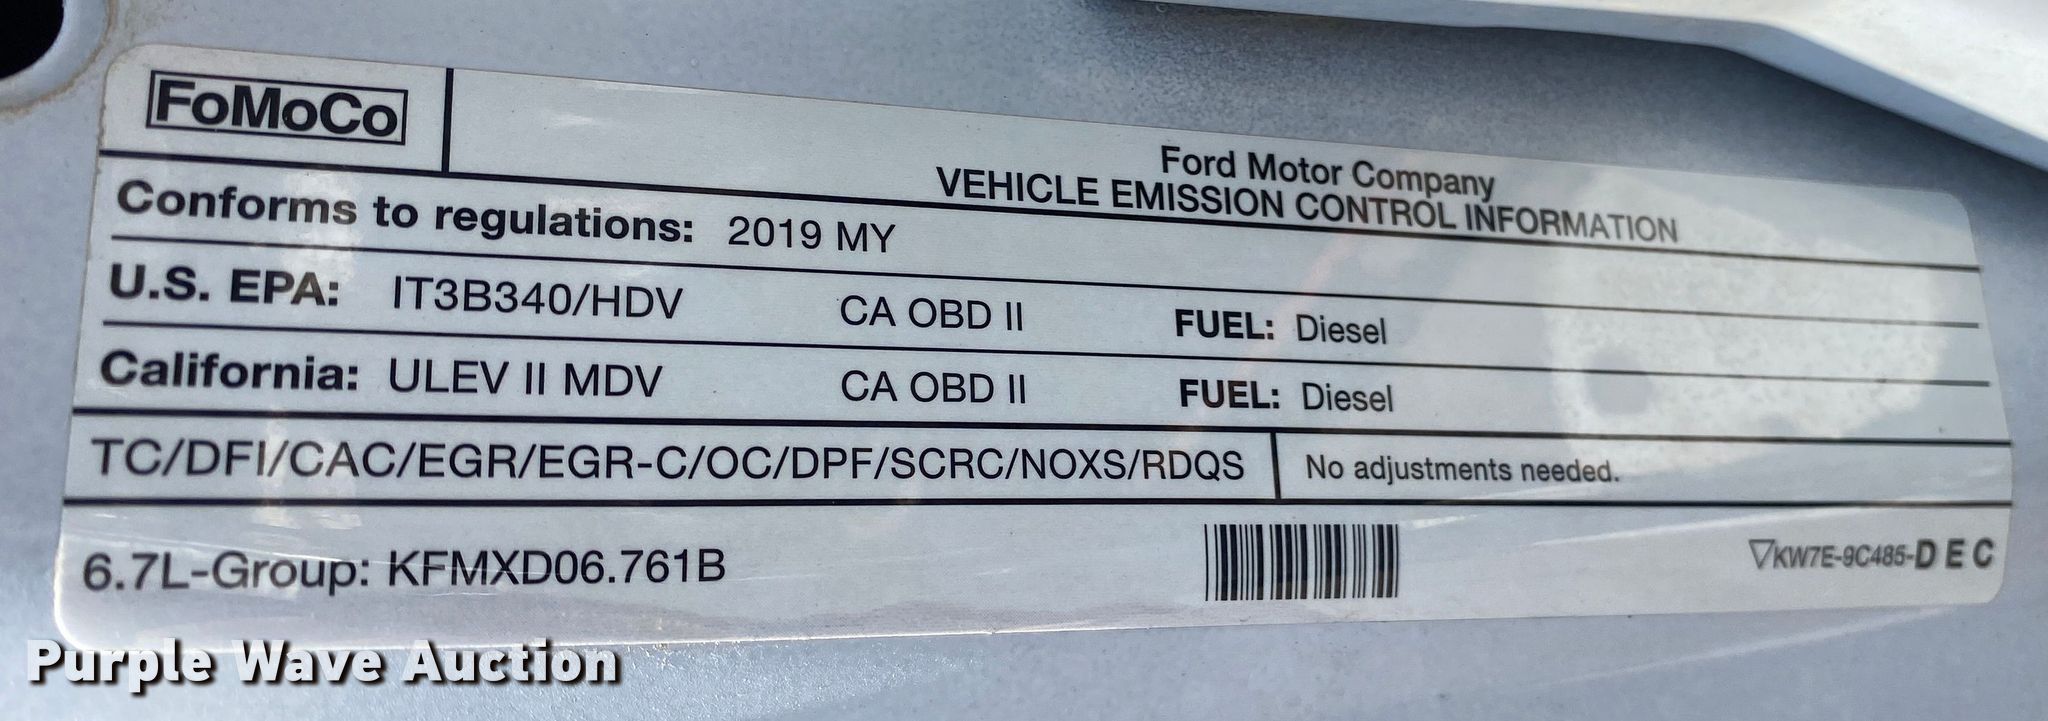 FoMoCo
Ford Motor Company
VEHICLE EMISSION CONTROL INFORMATION
Conforms to regulations: 2019 MY
U.S. EPA: IT3B340/HDV CA OBD II FUEL: Diesel
California: ULEV II MDV CA OBD II FUEL: Diesel
TC/DFI/CAC/EGR/EGR-C/OC/DPF/SCRC/NOXS/RDQS No adjustments needed.
6.7L-Group: KFMXD06.761B
▽KW7E-9C485-D E C
Purple Wave Auction